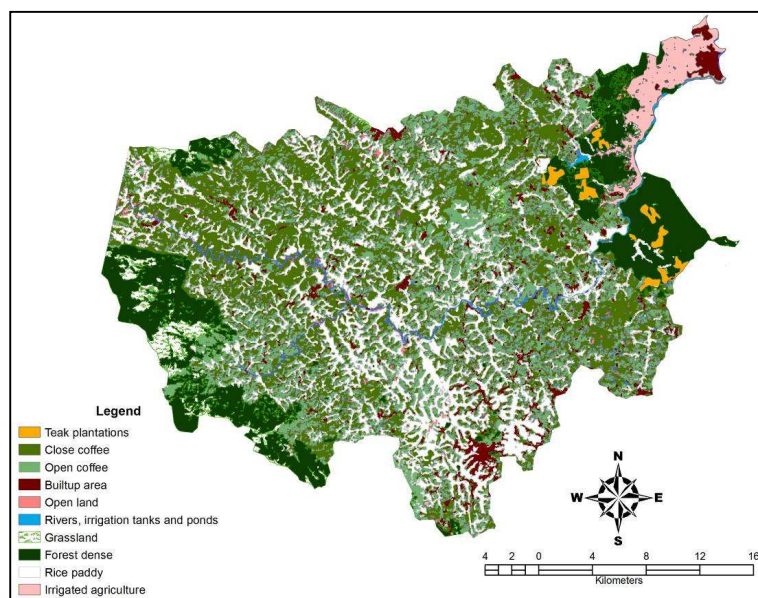 Legend
Teak plantations
Close coffee
Open coffee
Builtup area
Open land
Rivers, irrigation tanks and ponds
Grassland
Forest dense
Rice paddy
Irrigated agriculture
N
W E
S
4 2 0 4 8 12 16
Kilometers